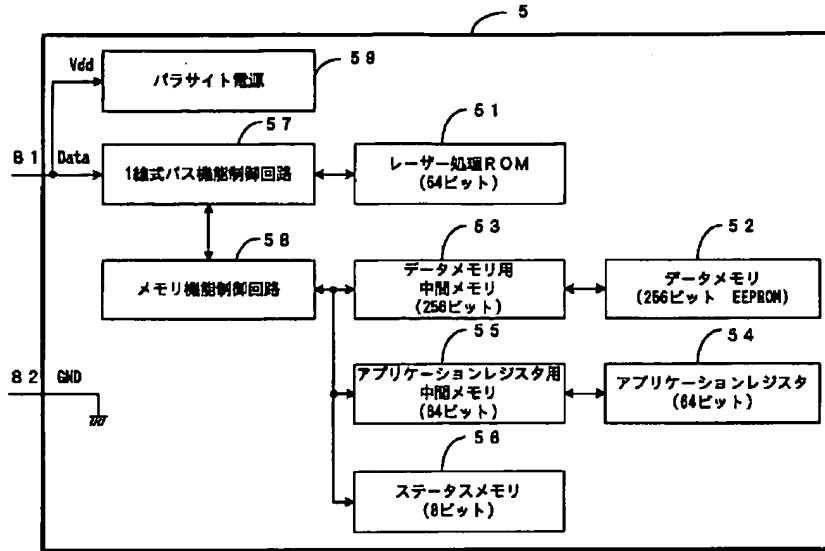 5
Vdd
パラサイト電源
59
57
51
81
Data
1線式バス機能制御回路
レーザー処理ROM
(64ビット)
58
53
52
メモリ機能制御回路
データメモリ用
中間メモリ
(256ビット)
データメモリ
(256ビット EEPROM)
55
54
82
GND
アプリケーションレジスタ用
中間メモリ
(64ビット)
アプリケーションレジスタ
(64ビット)
56
ステータスメモリ
(8ビット)